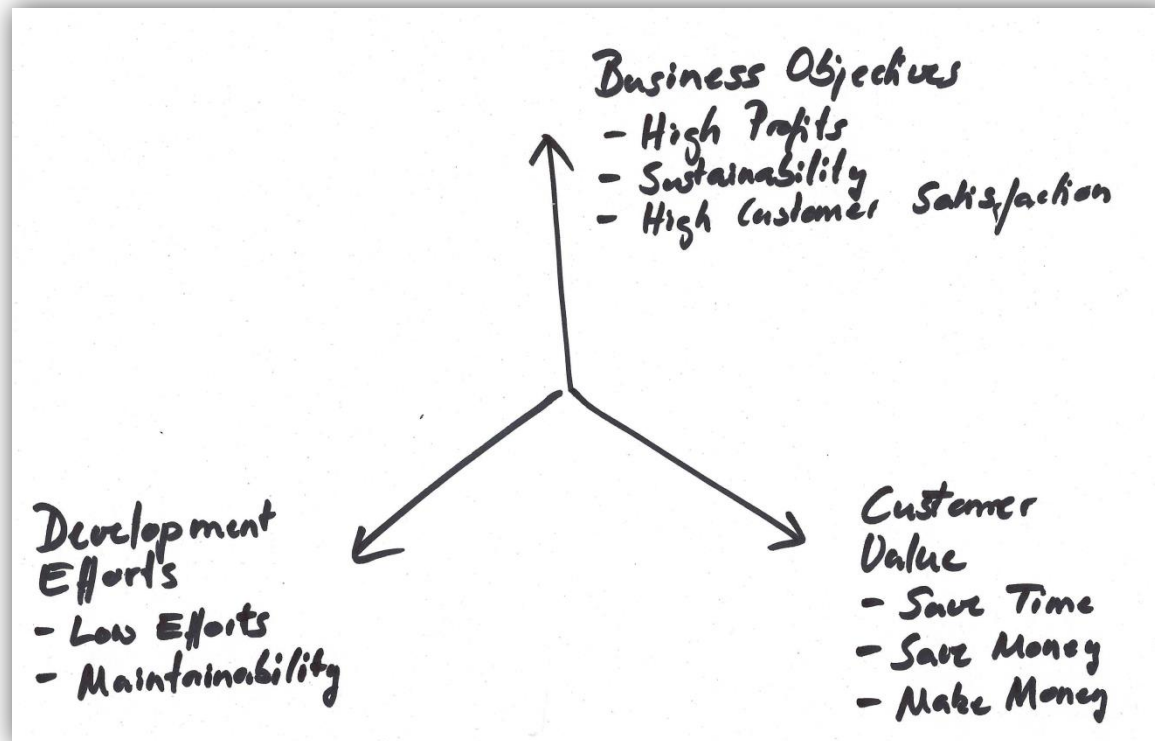 Business Objectives
- High Profits
- Sustainability
- High Customer Satisfaction
Development
Efforts
- Low Efforts
- Maintainability
Customer
Value
- Save Time
- Save Money
- Make Money